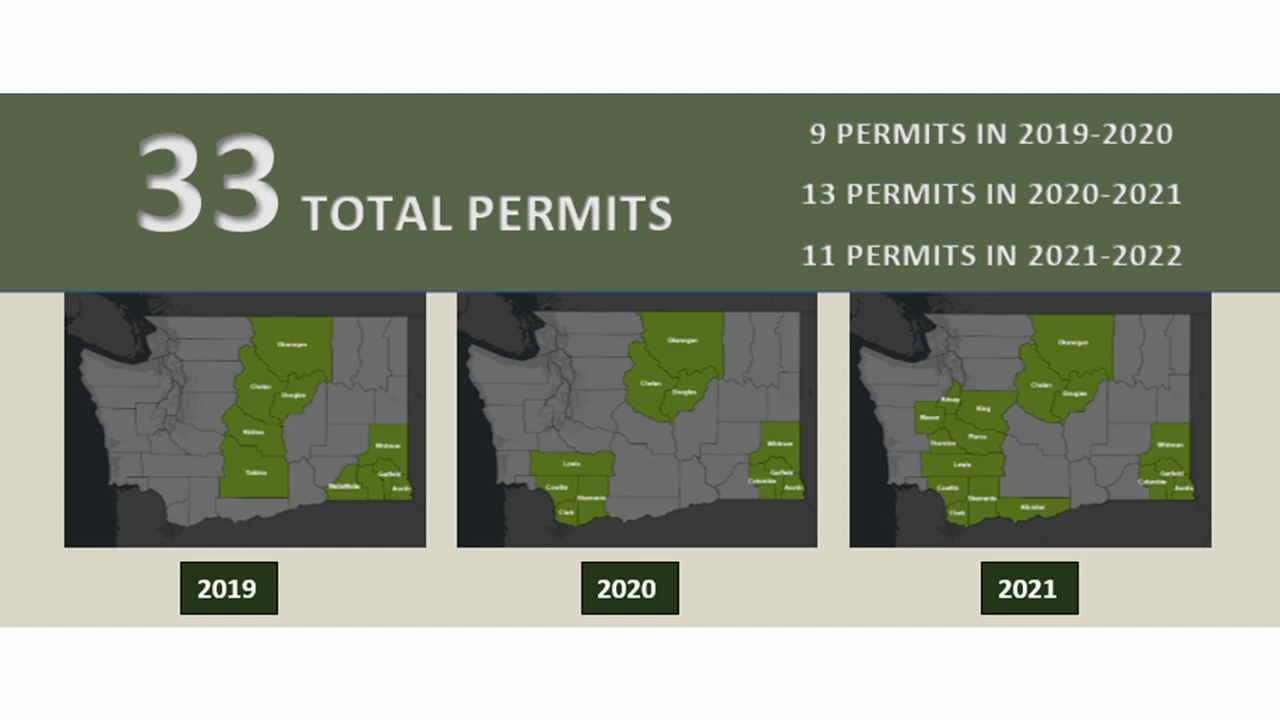 33 TOTAL PERMITS
9 PERMITS IN 2019-2020
13 PERMITS IN 2020-2021
11 PERMITS IN 2021-2022
Okanogan
Chelan
Douglas
Kittitas
Yakima
Whitman
Garfield
WallaWalla
Asotin
2019
Okanogan
Chelan
Douglas
Whitman
Lewis
Garfield
Columbia
Cowlitz
Asotin
Skamania
Clark
2020
Okanogan
Chelan
Douglas
Kitsap
King
Mason
Pierce
Thurston
Whitman
Lewis
Garfield
Columbia
Cowlitz
Asotin
Skamania
Klickitat
Clark
2021